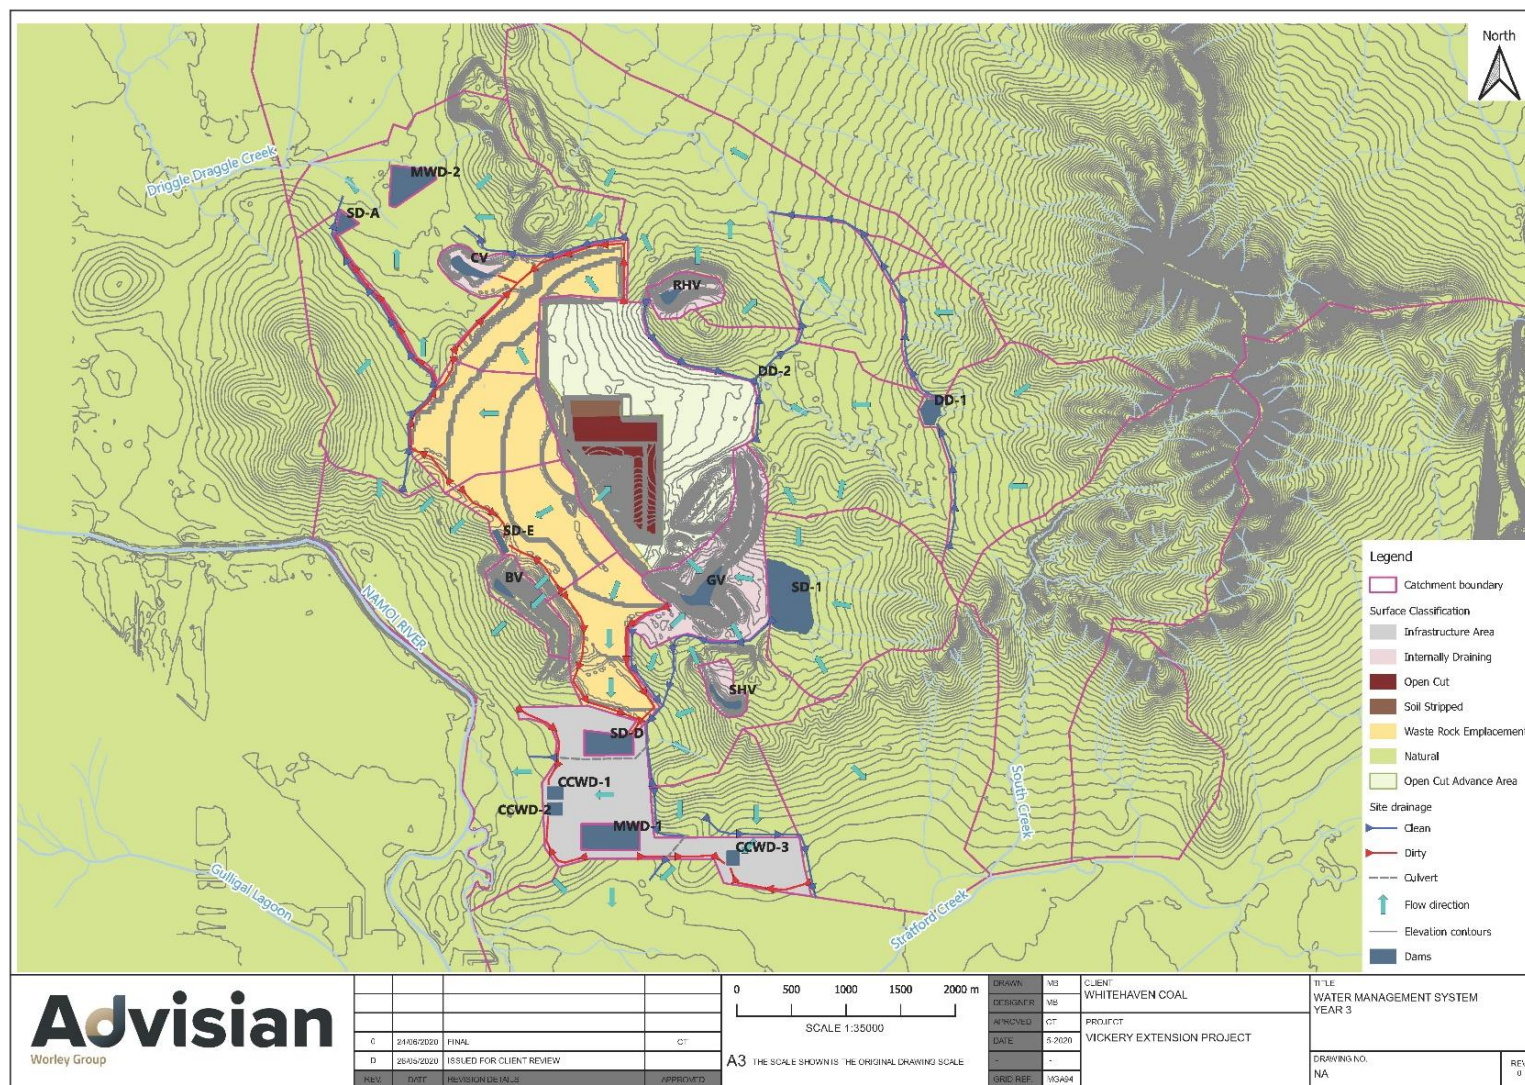 North
Driggle Draggle Creek
MWD-2
SD-A
CV
RHV
DD-2
DD-1
SD-E
BV
GV
SD-1
NAMOI RIVER
SHV
SD-D
CCWD-1
CCWD-2
MWD-1
CCWD-3
South Creek
Gulligal Lagoon
Stratford Creek
Legend
Catchment boundary
Surface Classification
Infrastructure Area
Internally Draining
Open Cut
Soil Stripped
Waste Rock Emplacement
Natural
Open Cut Advance Area
Site drainage
Clean
Dirty
Culvert
Flow direction
Elevation contours
Dams
Advisian
Worley Group
24/06/2020 FINAL CT
D 26/05/2020 ISSUED FOR CLIENT REVIEW
REV. DATE REVISION DETAILS APPROVED
0 500 1000 1500 2000 m
SCALE 1:35000
A3 THE SCALE SHOWN IS THE ORIGINAL DRAWING SCALE
DRAWN MB
DESIGNER MB
APPROVED CT
DATE 5-2020
- -
GRID REF. MGA94
CLIENT
WHITEHAVEN COAL
PROJECT
VICKERY EXTENSION PROJECT
TITLE
WATER MANAGEMENT SYSTEM
YEAR 3
DRAWING NO.
NA
REV
0